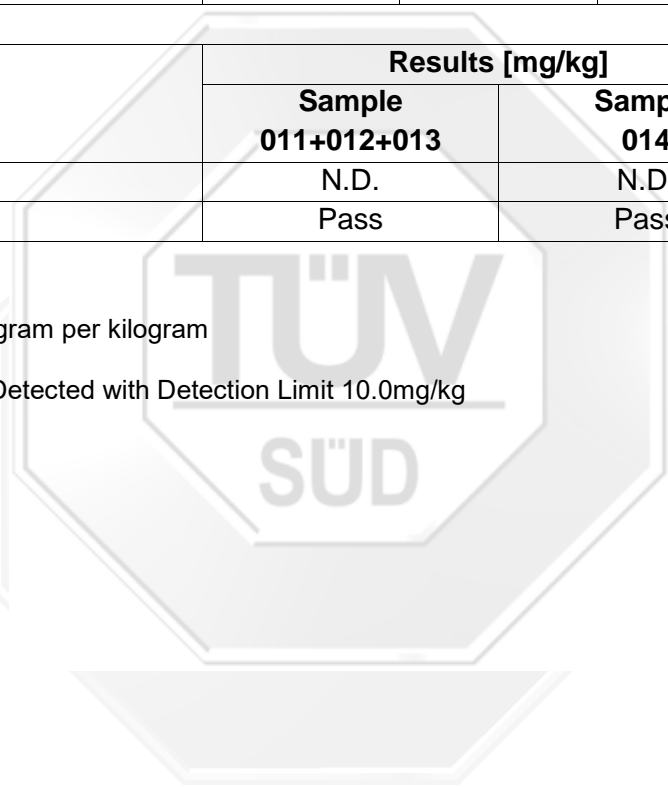 Results [mg/kg]
Sample
011+012+013
014
N.D.
N.D
Pass
Pass
gram per kilogram
Detected with Detection Limit 10.0mg/kg
TÜV
SÜD